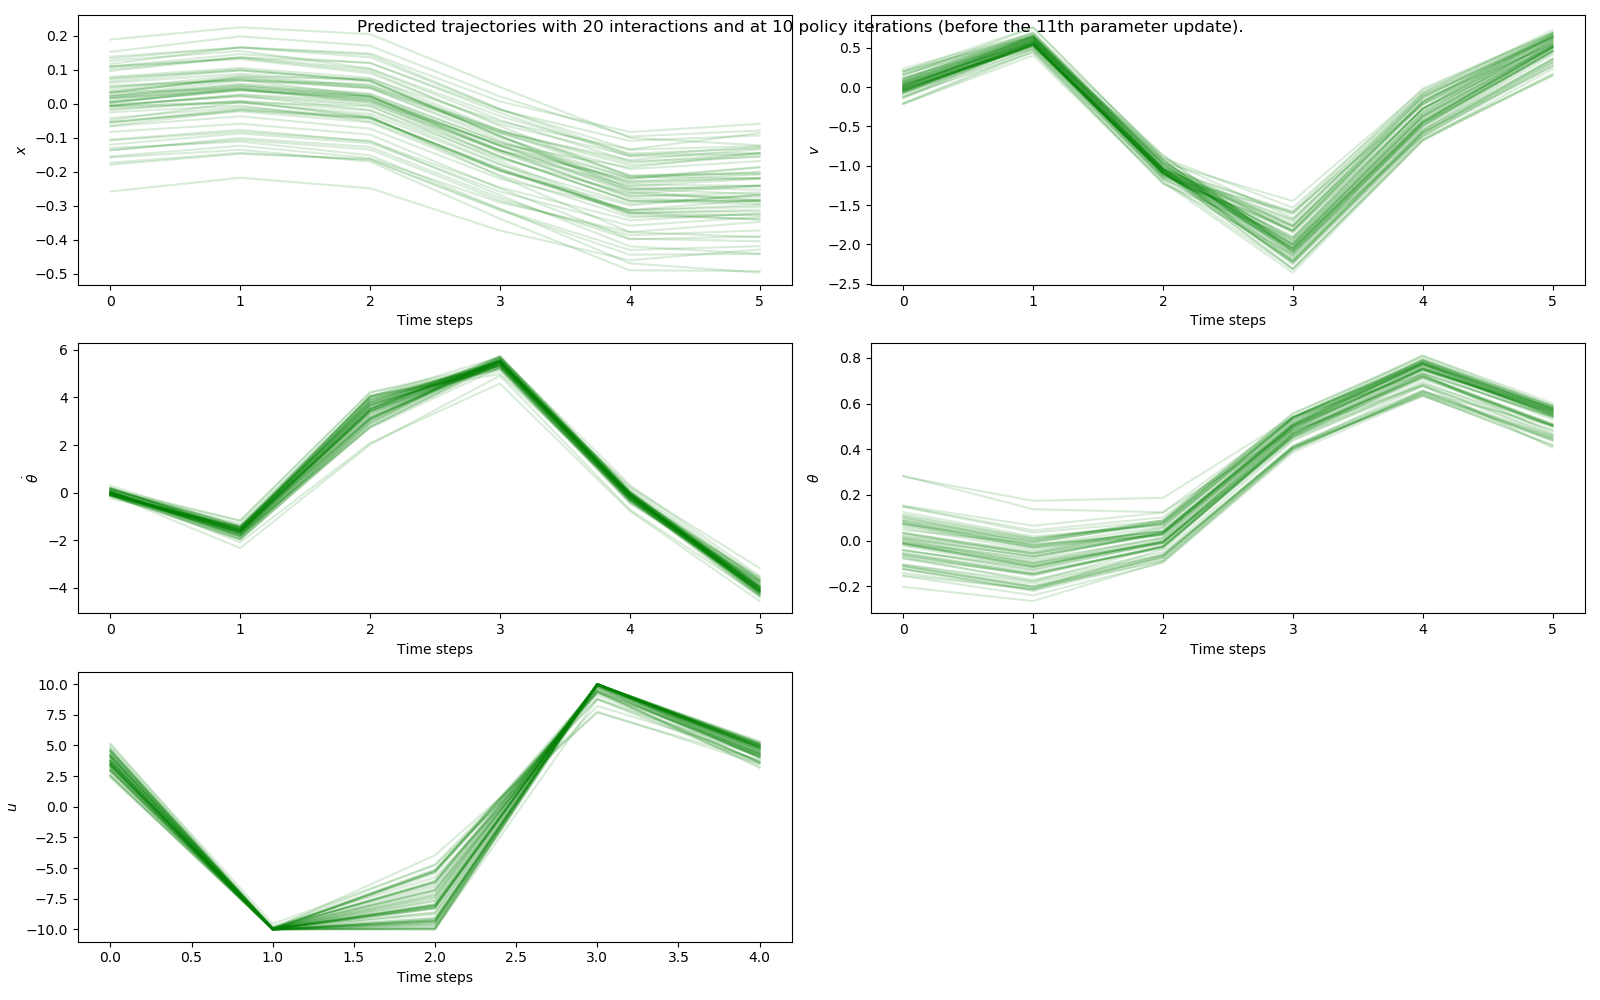 Predicted trajectories with 20 interactions and at 10 policy iterations (before the 11th parameter update).
0.2
0.1
0.0
−0.1
−0.2
−0.3
−0.4
−0.5
x
0 1 2 3 4 5
Time steps
0.5
0.0
−0.5
−1.0
−1.5
−2.0
−2.5
v
0 1 2 3 4 5
Time steps
6
4
2
0
−2
−4
θ̇
0 1 2 3 4 5
Time steps
0.8
0.6
0.4
0.2
0.0
−0.2
θ
0 1 2 3 4 5
Time steps
10.0
7.5
5.0
2.5
0.0
−2.5
−5.0
−7.5
−10.0
u
0.0 0.5 1.0 1.5 2.0 2.5 3.0 3.5 4.0
Time steps